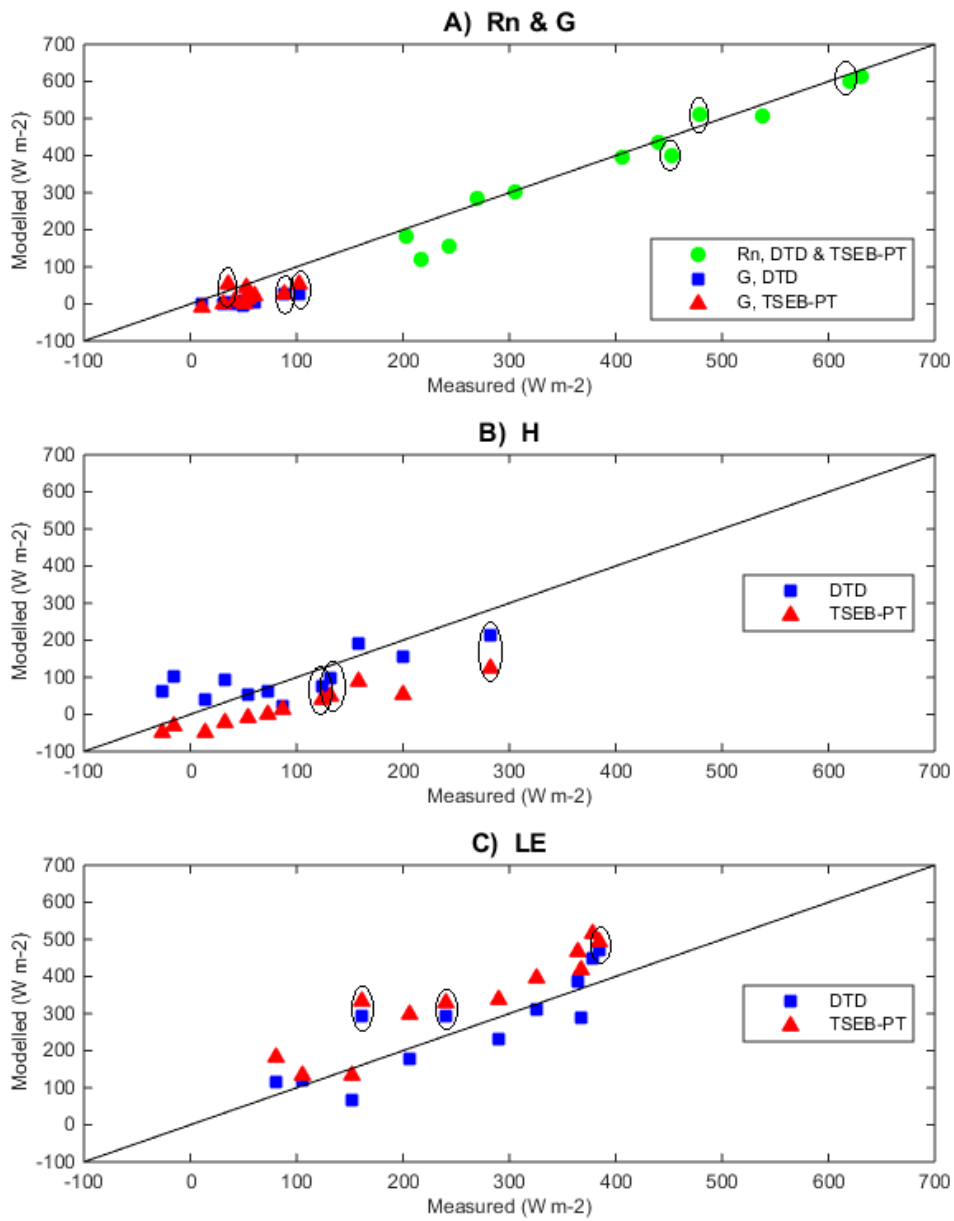 A) Rn & G
700
600
500
400
300
200
100
0
-100
Modelled (W m-2)
Rn, DTD & TSEB-PT
G, DTD
G, TSEB-PT
-100 0 100 200 300 400 500 600 700
Measured (W m-2)
B) H
700
600
500
400
300
200
100
0
-100
Modelled (W m-2)
DTD
TSEB-PT
-100 0 100 200 300 400 500 600 700
Measured (W m-2)
C) LE
700
600
500
400
300
200
100
0
-100
Modelled (W m-2)
DTD
TSEB-PT
-100 0 100 200 300 400 500 600 700
Measured (W m-2)